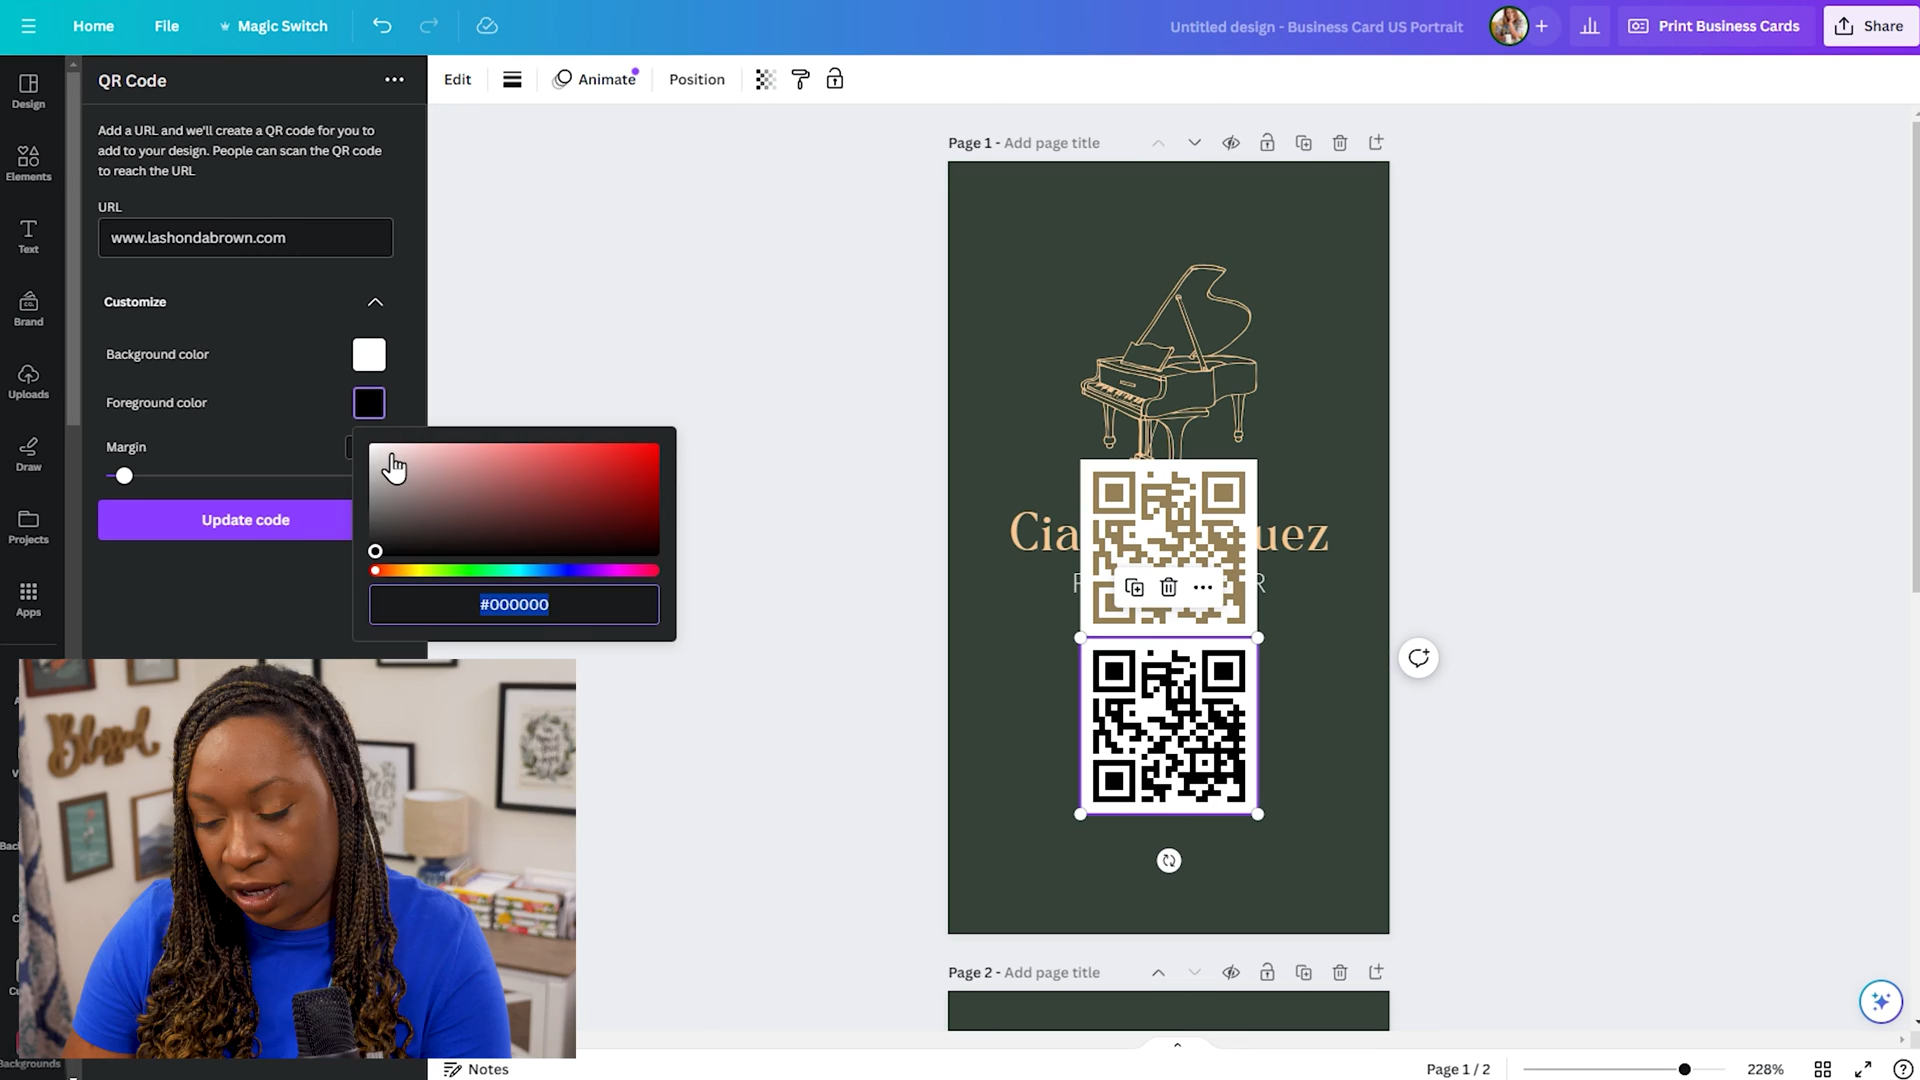 Home
File
Magic Switch
Untitled design - Business Card US Portrait
Print Business Cards
Share
Design
Elements
Text
Brand
Uploads
Draw
Projects
Apps
Backgrounds
QR Code
Add a URL and we'll create a QR code for you to
add to your design. People can scan the QR code
to reach the URL
URL
www.lashondabrown.com
Customize
Background color
Foreground color
Margin
Update code
#000000
Edit
Animate
Position
Page 1 - Add page title
Cia
uez
R
Page 2 - Add page title
Blessed
Notes
Page 1 / 2
228%